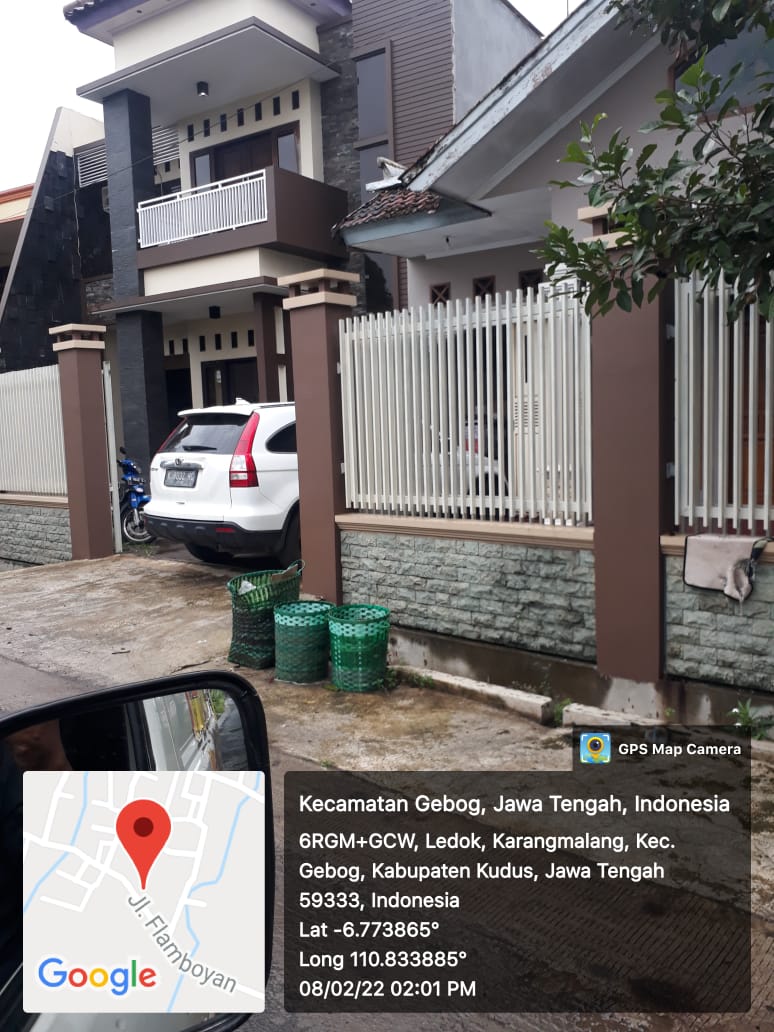 GPS Map Camera
Kecamatan Gebog, Jawa Tengah, Indonesia
6RGM+GCW, Ledok, Karangmalang, Kec.
Gebog, Kabupaten Kudus, Jawa Tengah
59333, Indonesia
Lat -6.773865°
Long 110.833885°
08/02/22 02:01 PM
Jl. Flamboyan
Google